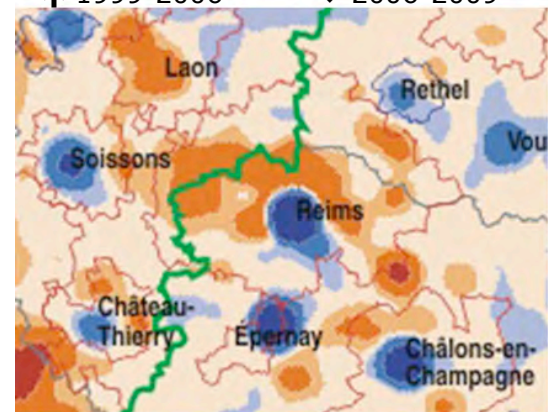 Laon
Rethel
Vou
Soissons
Reims
Château-
Thierry
Épernay
Châlons-en-
Champagne